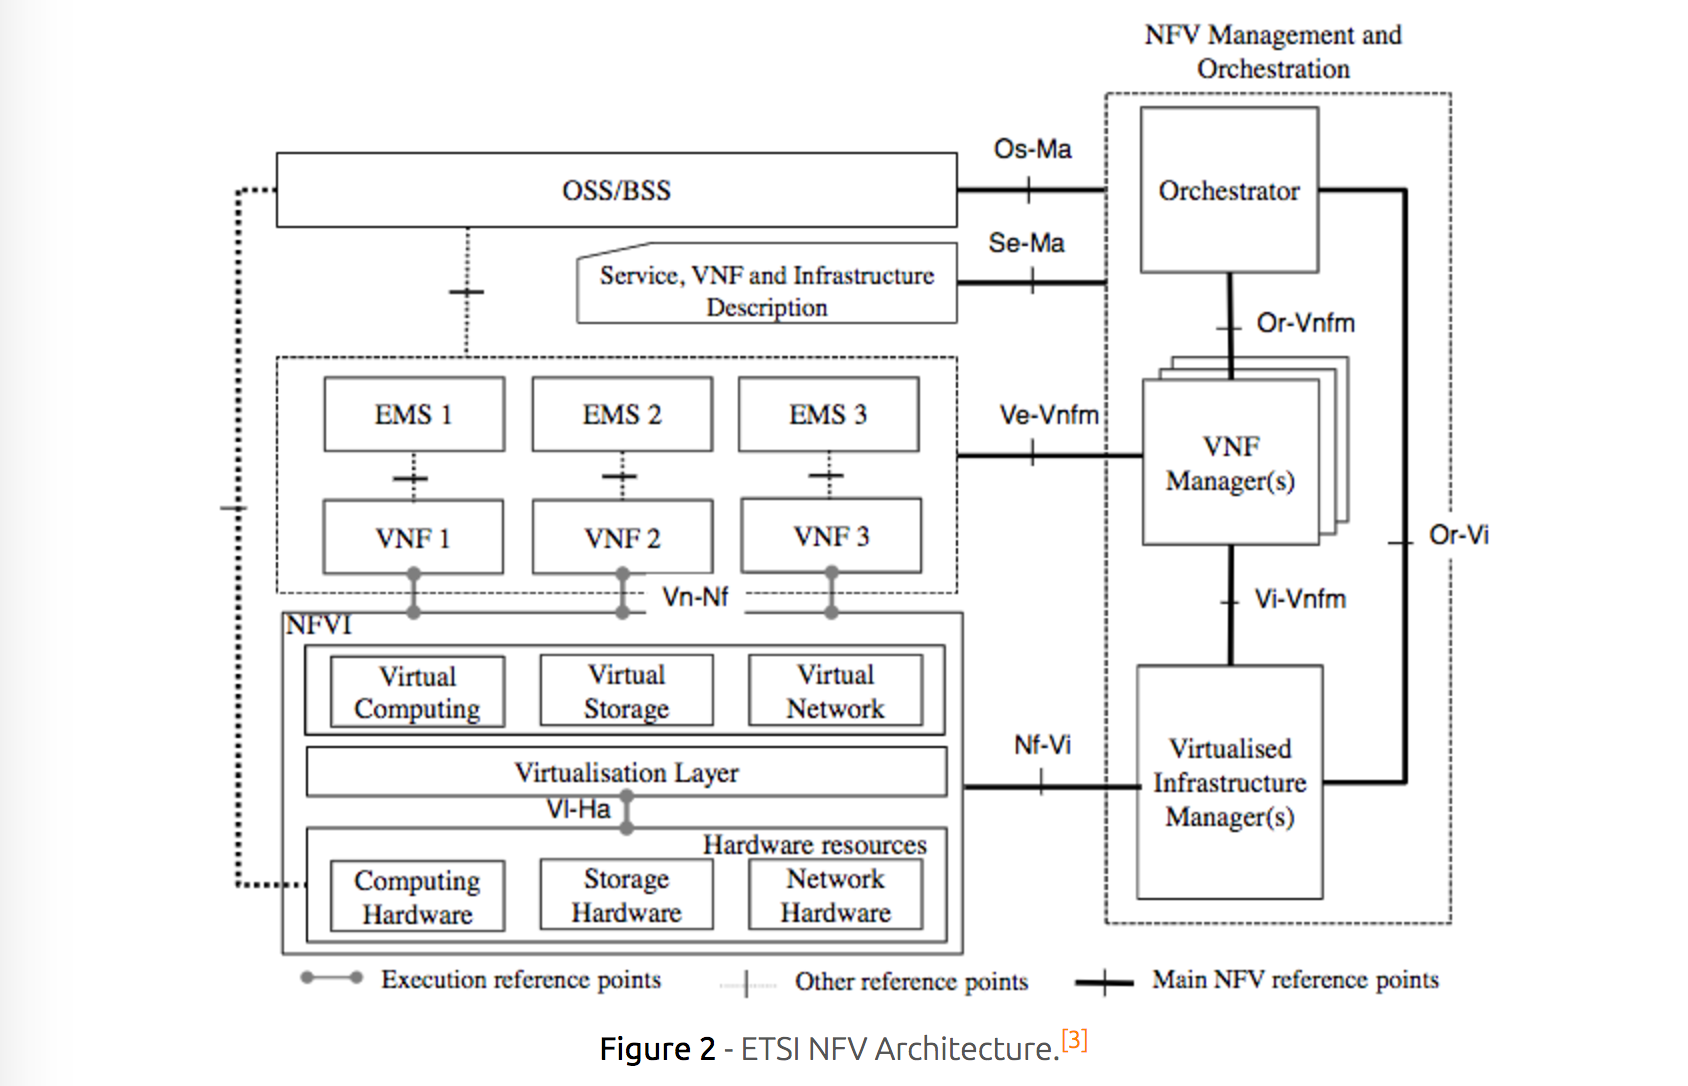 NFV Management and
Orchestration
Os-Ma
OSS/BSS
Orchestrator
Se-Ma
Service, VNF and Infrastructure
Description
Or-Vnfm
EMS 1
EMS 2
EMS 3
Ve-Vnfm
VNF
Manager(s)
VNF 1
VNF 2
VNF 3
Or-Vi
Vn-Nf
Vi-Vnfm
NFVI
Virtual
Computing
Virtual
Storage
Virtual
Network
Nf-Vi
Virtualisation Layer
Virtualised
Infrastructure
Manager(s)
VI-Ha
Hardware resources
Computing
Hardware
Storage
Hardware
Network
Hardware
Execution reference points
Other reference points
Main NFV reference points
Figure 2 - ETSI NFV Architecture.[3]